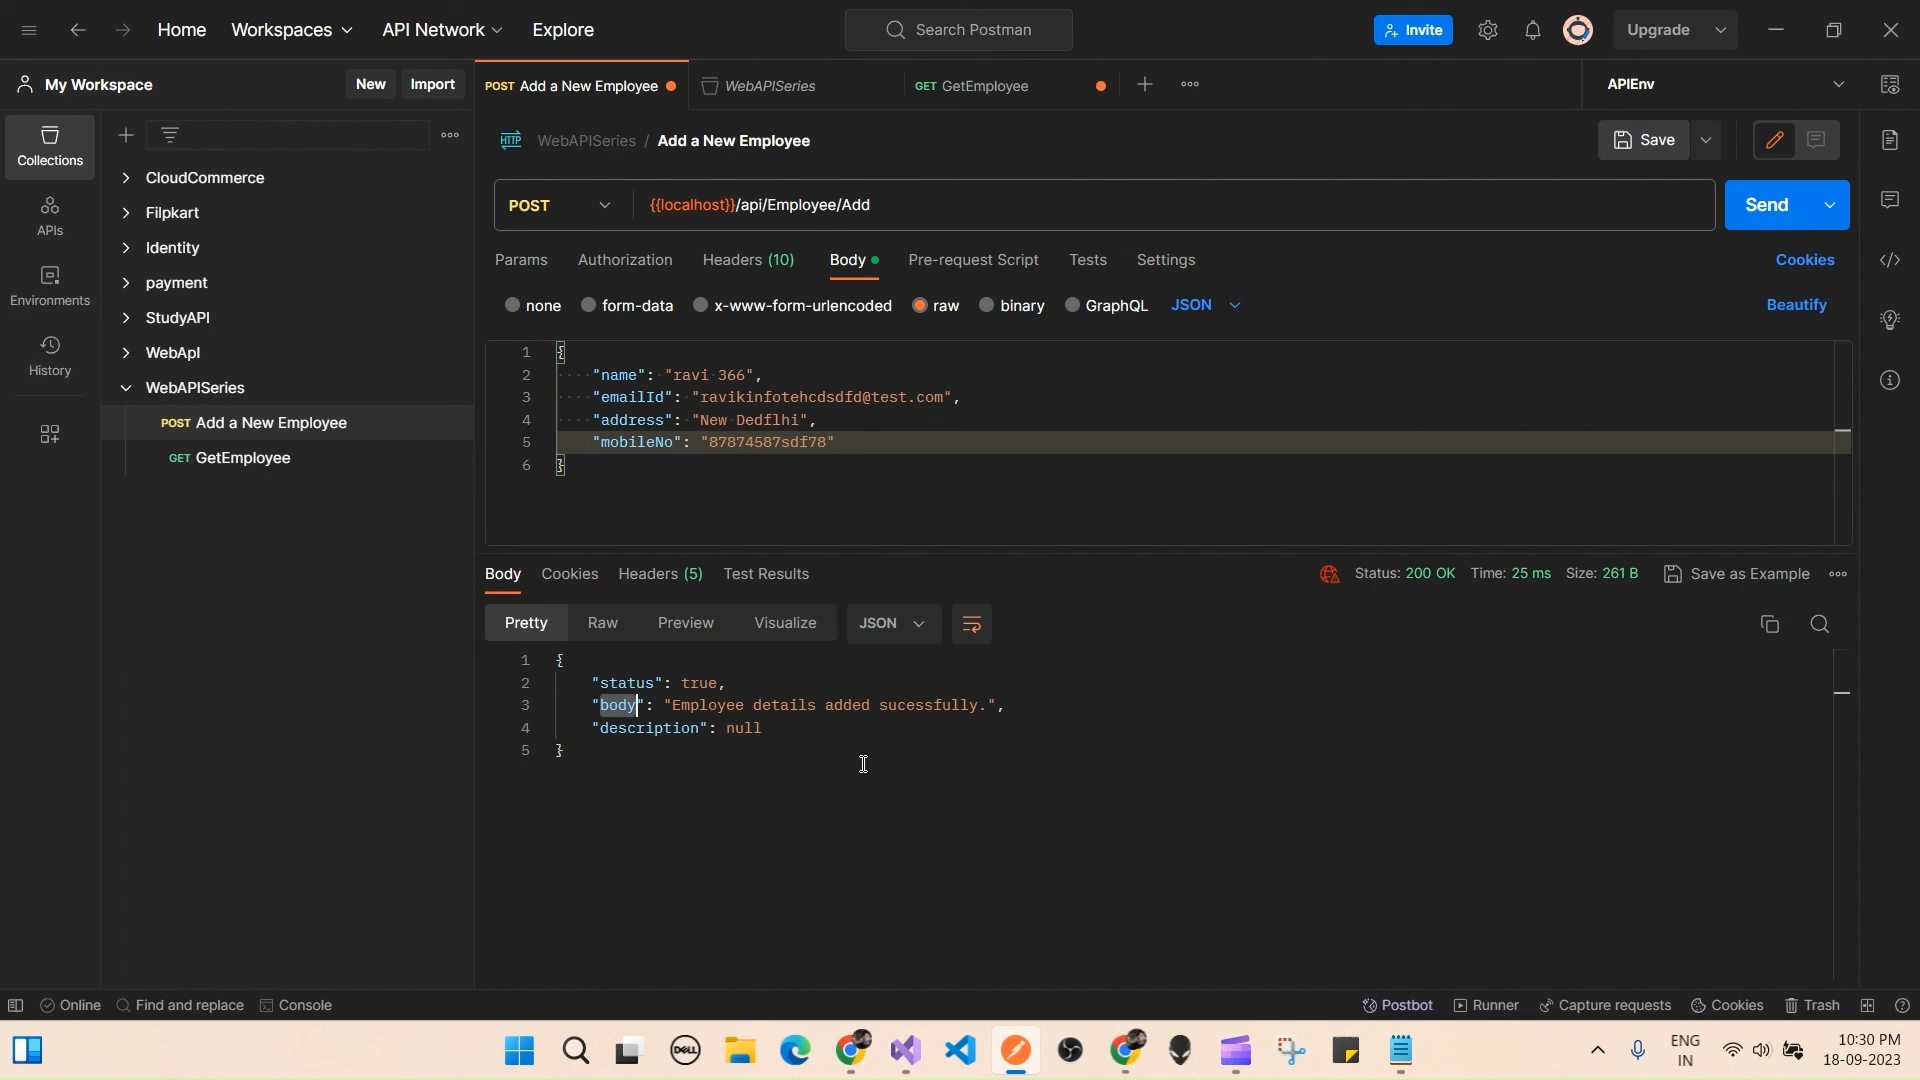 Home Workspaces API Network Explore Search Postman Invite Upgrade
My Workspace New Import POST Add a New Employee WebAPISeries GET GetEmployee APIEnv
Collections
APIs
Environments
History
CloudCommerce
Filpkart
Identity
payment
StudyAPI
WebApI
WebAPISeries
POST Add a New Employee
GET GetEmployee
HTTP WebAPISeries / Add a New Employee Save
POST {{localhost}}/api/Employee/Add Send
Params Authorization Headers (10) Body Pre-request Script Tests Settings Cookies
none form-data x-www-form-urlencoded raw binary GraphQL JSON Beautify
1 {
2 "name": "ravi 366",
3 "emailId": "ravikinfotehcdsdfd@test.com",
4 "address": "New Dedflhi",
5 "mobileNo": "87874587sdf78"
6 }
Body Cookies Headers (5) Test Results Status: 200 OK Time: 25 ms Size: 261 B Save as Example
Pretty Raw Preview Visualize JSON
1 {
2 "status": true,
3 "body": "Employee details added sucessfully.",
4 "description": null
5 }
Online Find and replace Console Postbot Runner Capture requests Cookies Trash
DELL
ENG
IN
10:30 PM
18-09-2023